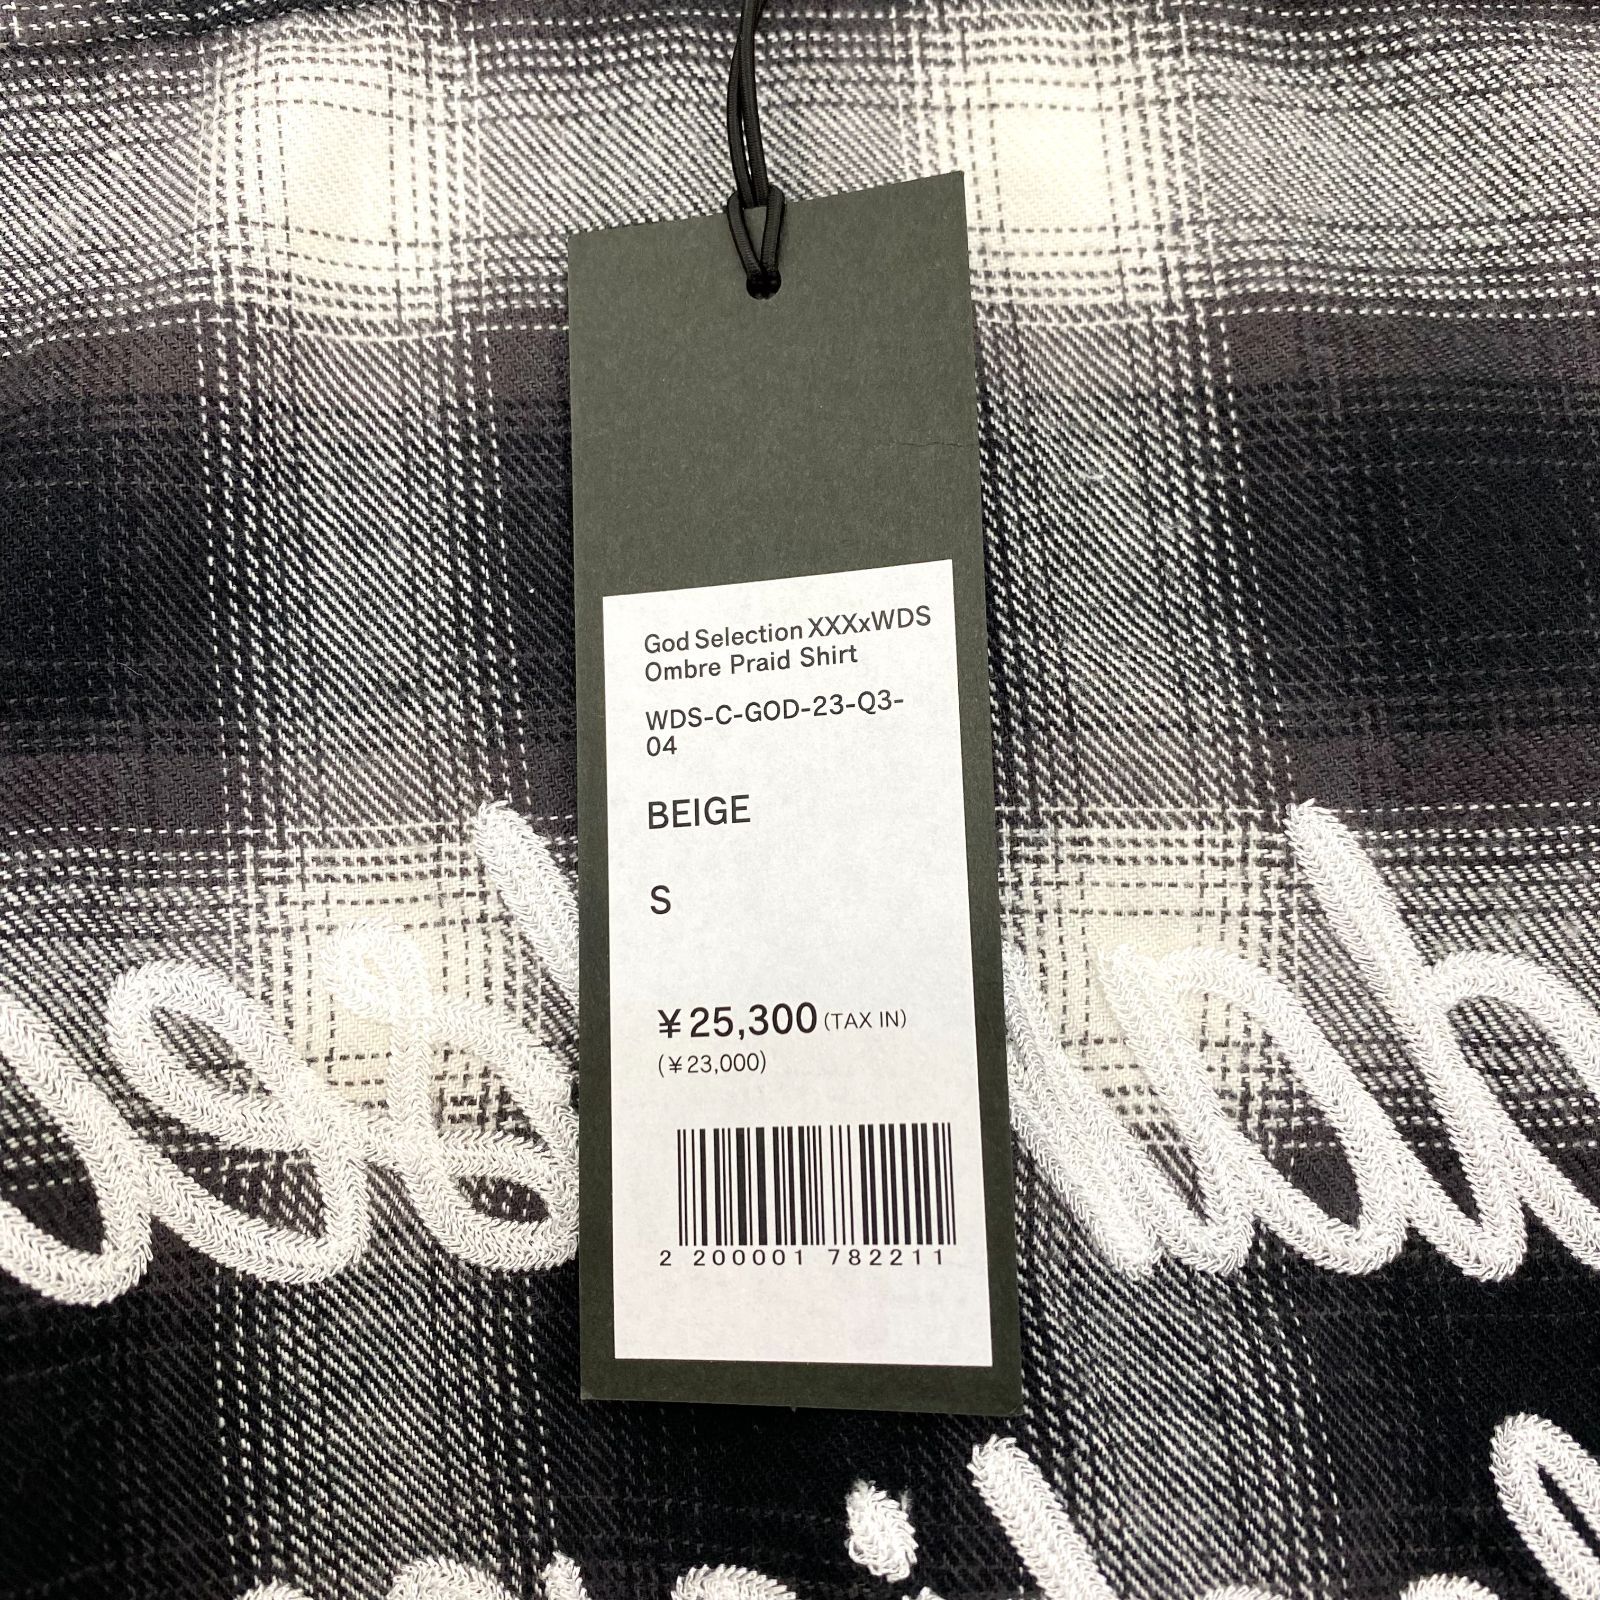 God Selection XXXxWDS
Ombre Praid Shirt
WDS-C-GOD-23-Q3-
04
BEIGE
S
¥25,300 (TAX IN)
(¥23,000)
2 200001 782211